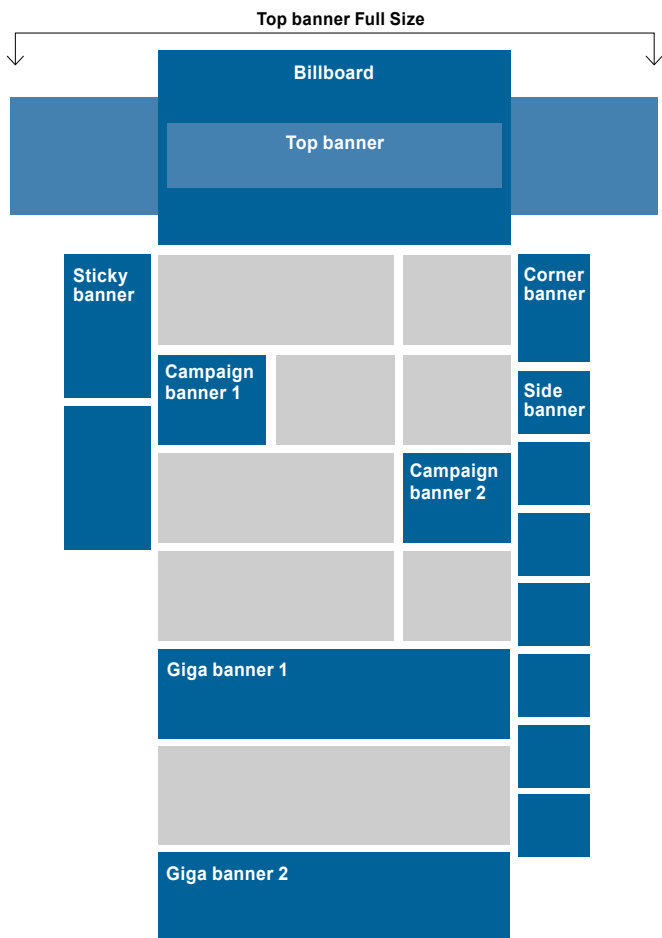 Top banner Full Size
Billboard
Top banner
Sticky
banner
Corner
banner
Campaign
banner 1
Side
banner
Campaign
banner 2
Giga banner 1
Giga banner 2